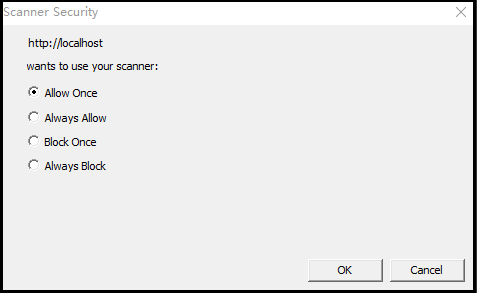 Scanner Security
http://localhost
wants to use your scanner:
Allow Once
Always Allow
Block Once
Always Block
OK
Cancel